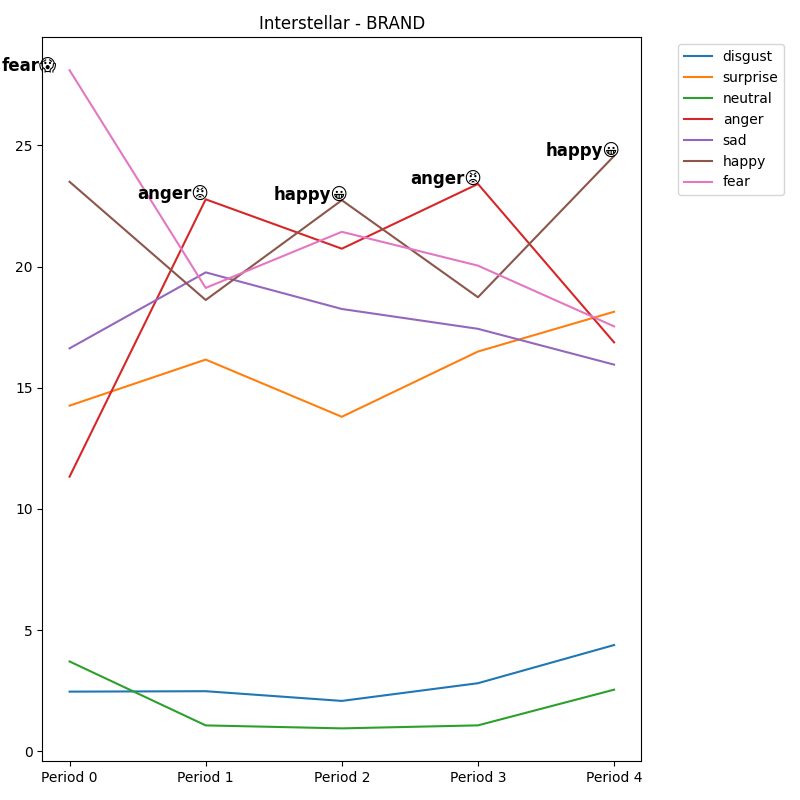 Interstellar - BRAND
fear😱
anger😡
happy😀
anger😡
happy😀
25
20
15
10
5
0
Period 0 Period 1 Period 2 Period 3 Period 4
disgust
surprise
neutral
anger
sad
happy
fear